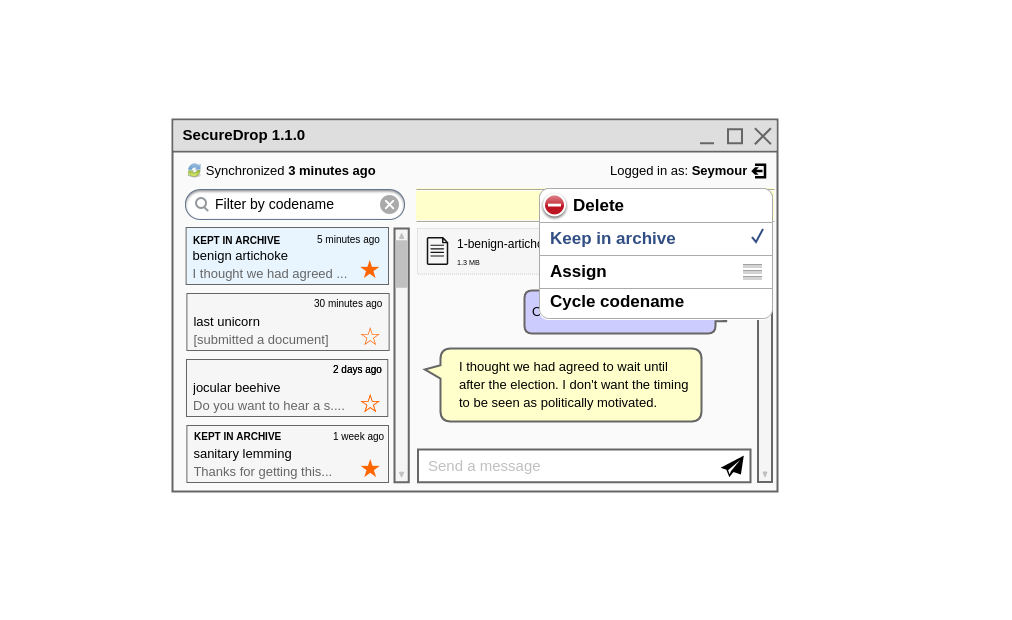 SecureDrop 1.1.0
Synchronized 3 minutes ago
Logged in as: Seymour
Filter by codename
KEPT IN ARCHIVE
5 minutes ago
benign artichoke
I thought we had agreed ...
30 minutes ago
last unicorn
[submitted a document]
2 days ago
jocular beehive
Do you want to hear a s....
KEPT IN ARCHIVE
1 week ago
sanitary lemming
Thanks for getting this...
Delete
Keep in archive
Assign
Cycle codename
1.3 MB
I thought we had agreed to wait until
after the election. I don't want the timing
to be seen as politically motivated.
Send a message